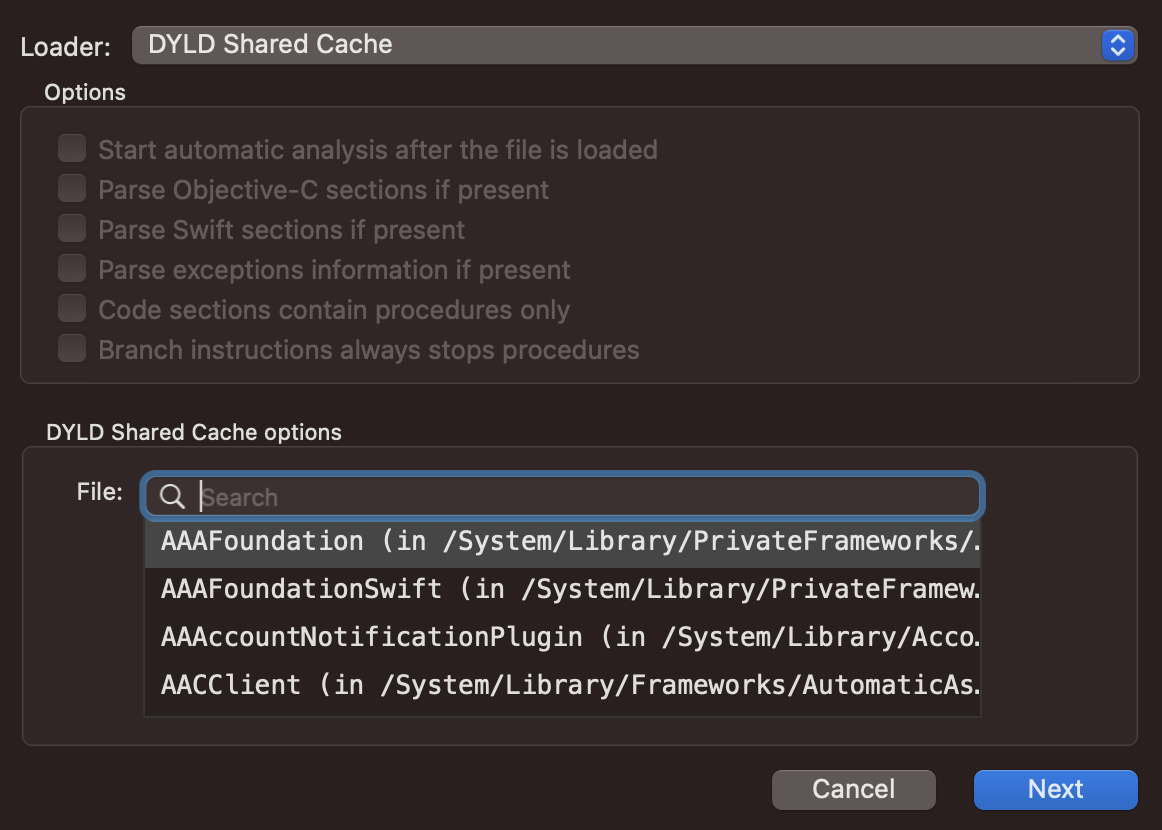 Loader: DYLD Shared Cache
Options
Start automatic analysis after the file is loaded
Parse Objective-C sections if present
Parse Swift sections if present
Parse exceptions information if present
Code sections contain procedures only
Branch instructions always stops procedures
DYLD Shared Cache options
File: Search
AAAFoundation (in /System/Library/PrivateFrameworks/.
AAAFoundationSwift (in /System/Library/PrivateFramew.
AAAccountNotificationPlugin (in /System/Library/Acco.
AACClient (in /System/Library/Frameworks/AutomaticAs.
Cancel Next